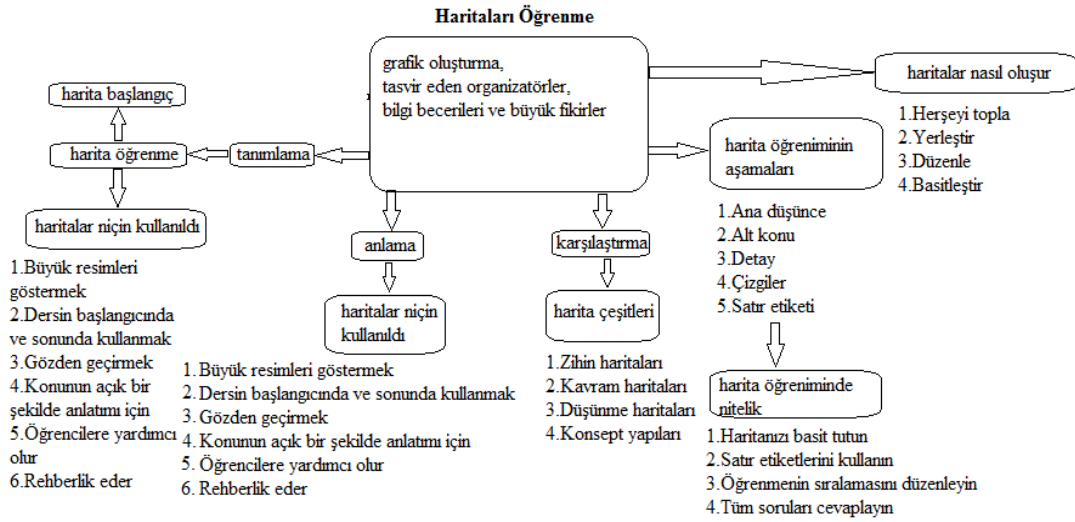 Haritaları Öğrenme
grafik oluşturma,
tasvir eden organizatörler,
bilgi becerileri ve büyük fikirler
haritalar nasıl oluşur
1.Herşeyi topla
2.Yerleştir
3.Düzenle
4.Basitleştir
harita başlangıç
harita öğrenme
tanımlama
haritalar niçin kullanıldı
1.Büyük resimleri
göstermek
2.Dersin başlangıcında
ve sonunda kullanmak
3.Gözden geçirmek
4.Konunun açık bir
şekilde anlatımı için
5.Öğrencilere yardımcı
olur
6.Rehberlik eder
anlama
haritalar niçin
kullanıldı
1.Büyük resimleri göstermek
2.Dersin başlangıcında ve sonunda kullanmak
3. Gözden geçirmek
4. Konunun açık bir şekilde anlatımı için
5. Öğrencilere yardımcı olur
6. Rehberlik eder
karşılaştırma
harita çeşitleri
1.Zihin haritaları
2.Kavram haritaları
3.Düşünme haritaları
4.Konsept yapıları
harita öğreniminin
aşamaları
1.Ana düşünce
2.Alt konu
3.Detay
4.Çizgiler
5.Satır etiketi
harita öğreniminde
nitelik
1.Haritanızı basit tutun
2.Satır etiketlerini kullanın
3.Öğrenmenin sıralamasını düzenleyin
4.Tüm soruları cevaplayın